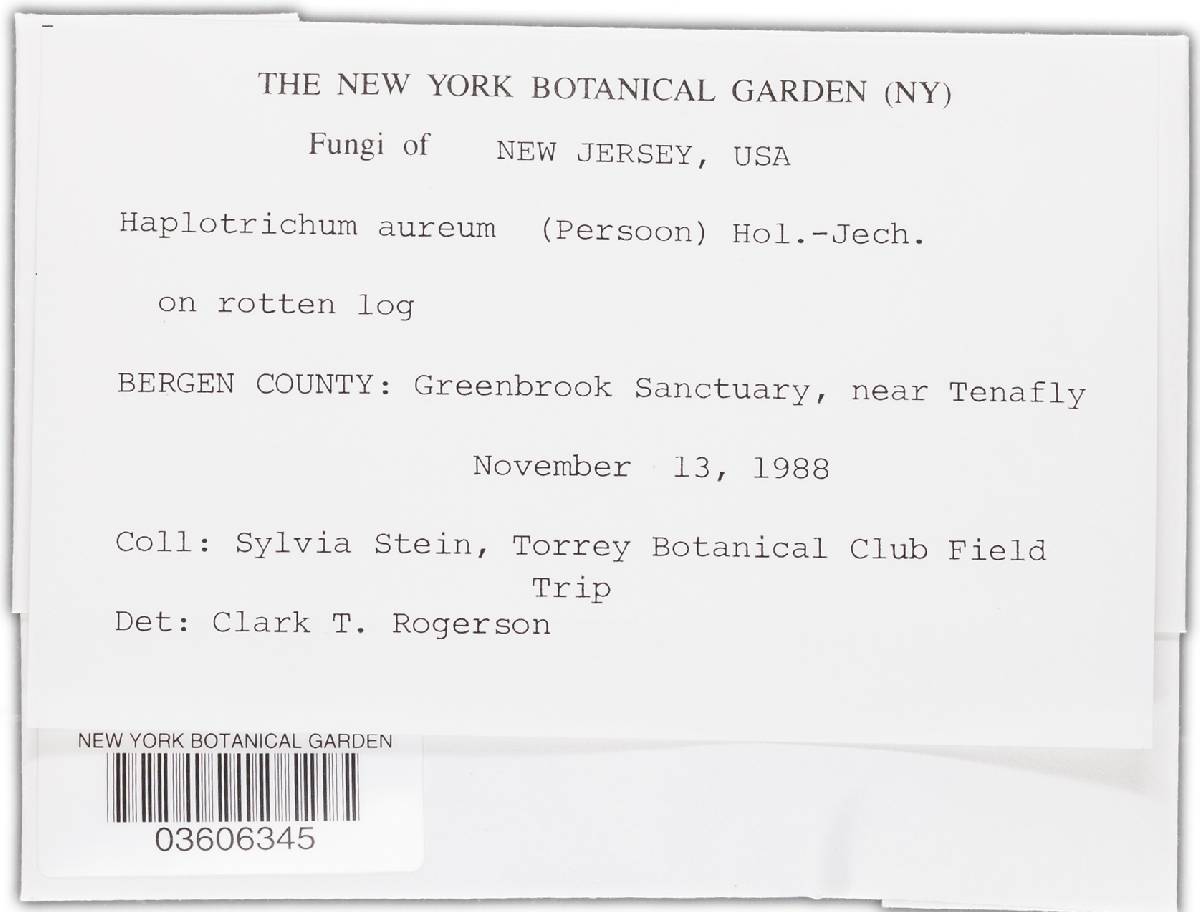 THE NEW YORK BOTANICAL GARDEN (NY)
Fungi of NEW JERSEY, USA
Haplotrichum aureum (Persoon) Hol.-Jech.
on rotten log
BERGEN COUNTY: Greenbrook Sanctuary, near Tenafly
November 13, 1988
Coll: Sylvia Stein, Torrey Botanical Club Field
Trip
Det: Clark T. Rogerson
NEW YORK BOTANICAL GARDEN
03606345